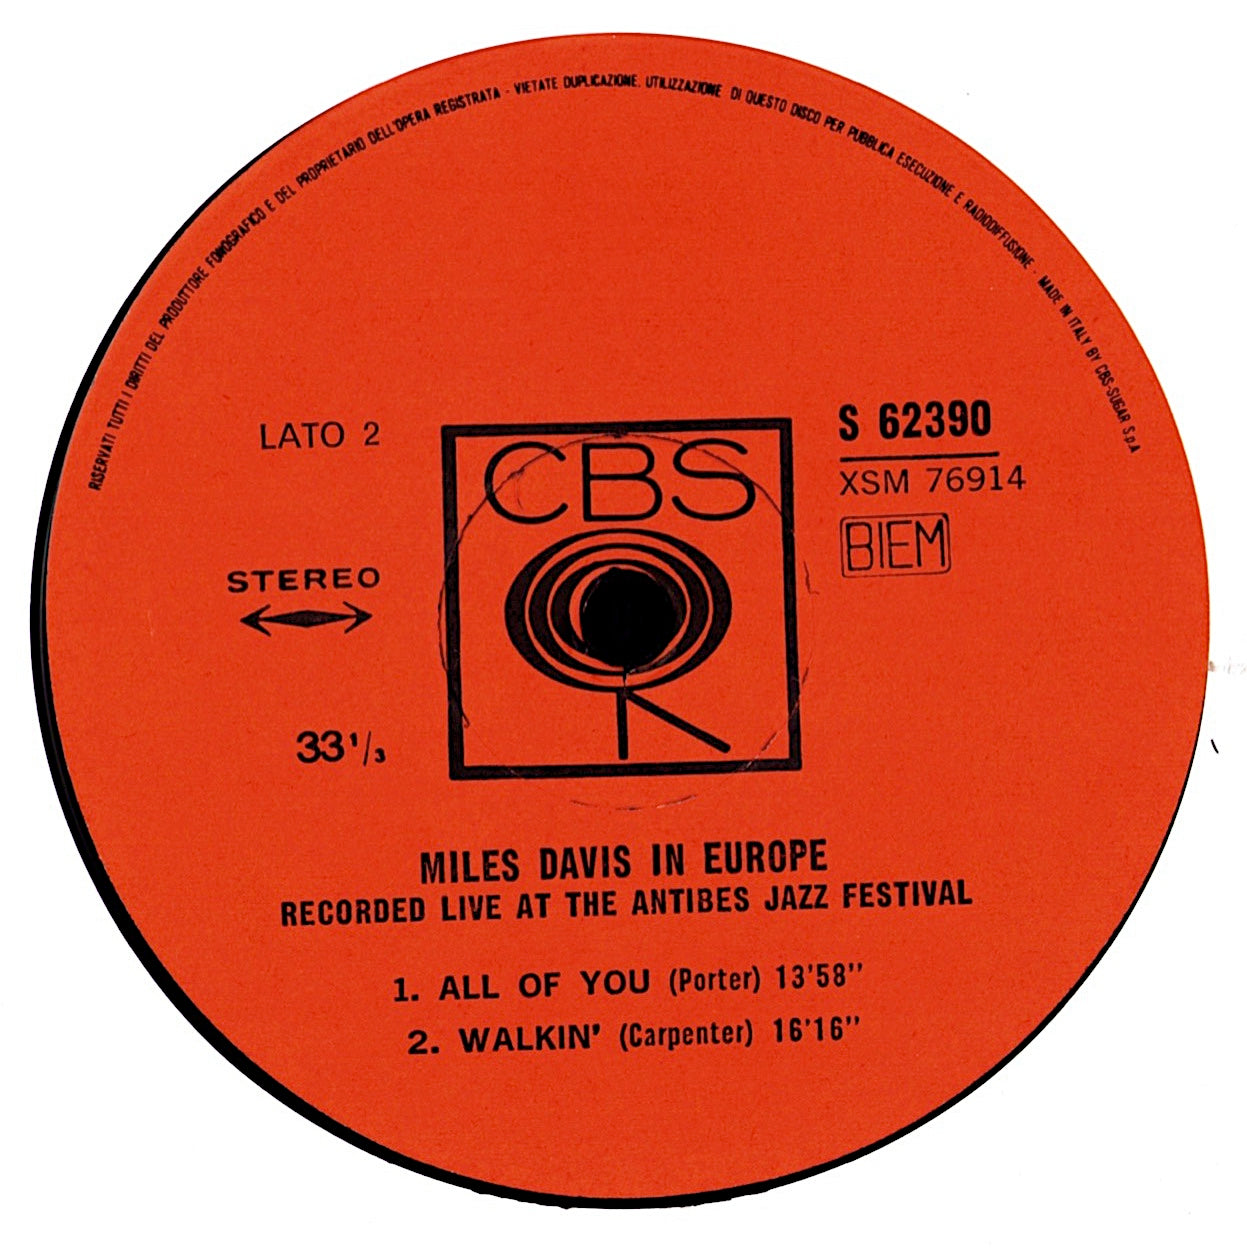 RISERVATI TUTTI I DIRITTI DEL PRODUTTORE FONOGRAFICO E DEL PROPRIETARIO DELL'OPERA REGISTRATA - VIETATE DUPLICAZIONE, UTILIZZAZIONE DI QUESTO DISCO PER PUBBLICA ESECUZIONE E RADIODIFFUSIONE - MADE IN ITALY BY CBS-SUGAR S.p.A
LATO 2
S 62390
XSM 76914
BIEM
CBS
STEREO
33 1/3
MILES DAVIS IN EUROPE
RECORDED LIVE AT THE ANTIBES JAZZ FESTIVAL
1. ALL OF YOU (Porter) 13'58"
2. WALKIN' (Carpenter) 16'16"